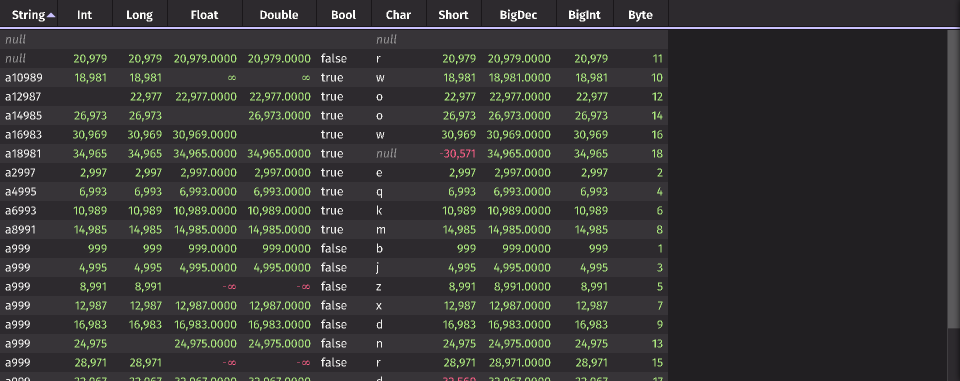 String Int Long Float Double Bool Char Short BigDec BigInt Byte
null null
null 20,979 20,979 20,979.0000 20,979.0000 false r 20,979 20,979.0000 20,979 11
a10989 18,981 18,981 ∞ ∞ true w 18,981 18,981.0000 18,981 10
a12987 22,977 22,977.0000 22,977.0000 true o 22,977 22,977.0000 22,977 12
a14985 26,973 26,973 26,973.0000 true o 26,973 26,973.0000 26,973 14
a16983 30,969 30,969 30,969.0000 true w 30,969 30,969.0000 30,969 16
a18981 34,965 34,965 34,965.0000 34,965.0000 true null -30,571 34,965.0000 34,965 18
a2997 2,997 2,997 2,997.0000 2,997.0000 true e 2,997 2,997.0000 2,997 2
a4995 6,993 6,993 6,993.0000 6,993.0000 true q 6,993 6,993.0000 6,993 4
a6993 10,989 10,989 10,989.0000 10,989.0000 true k 10,989 10,989.0000 10,989 6
a8991 14,985 14,985 14,985.0000 14,985.0000 true m 14,985 14,985.0000 14,985 8
a999 999 999 999.0000 999.0000 false b 999 999.0000 999 1
a999 4,995 4,995 4,995.0000 4,995.0000 false j 4,995 4,995.0000 4,995 3
a999 8,991 8,991 -∞ -∞ false z 8,991 8,991.0000 8,991 5
a999 12,987 12,987 12,987.0000 12,987.0000 false x 12,987 12,987.0000 12,987 7
a999 16,983 16,983 16,983.0000 16,983.0000 false d 16,983 16,983.0000 16,983 9
a999 24,975 24,975.0000 24,975.0000 false n 24,975 24,975.0000 24,975 13
a999 28,971 28,971 -∞ -∞ false r 28,971 28,971.0000 28,971 15